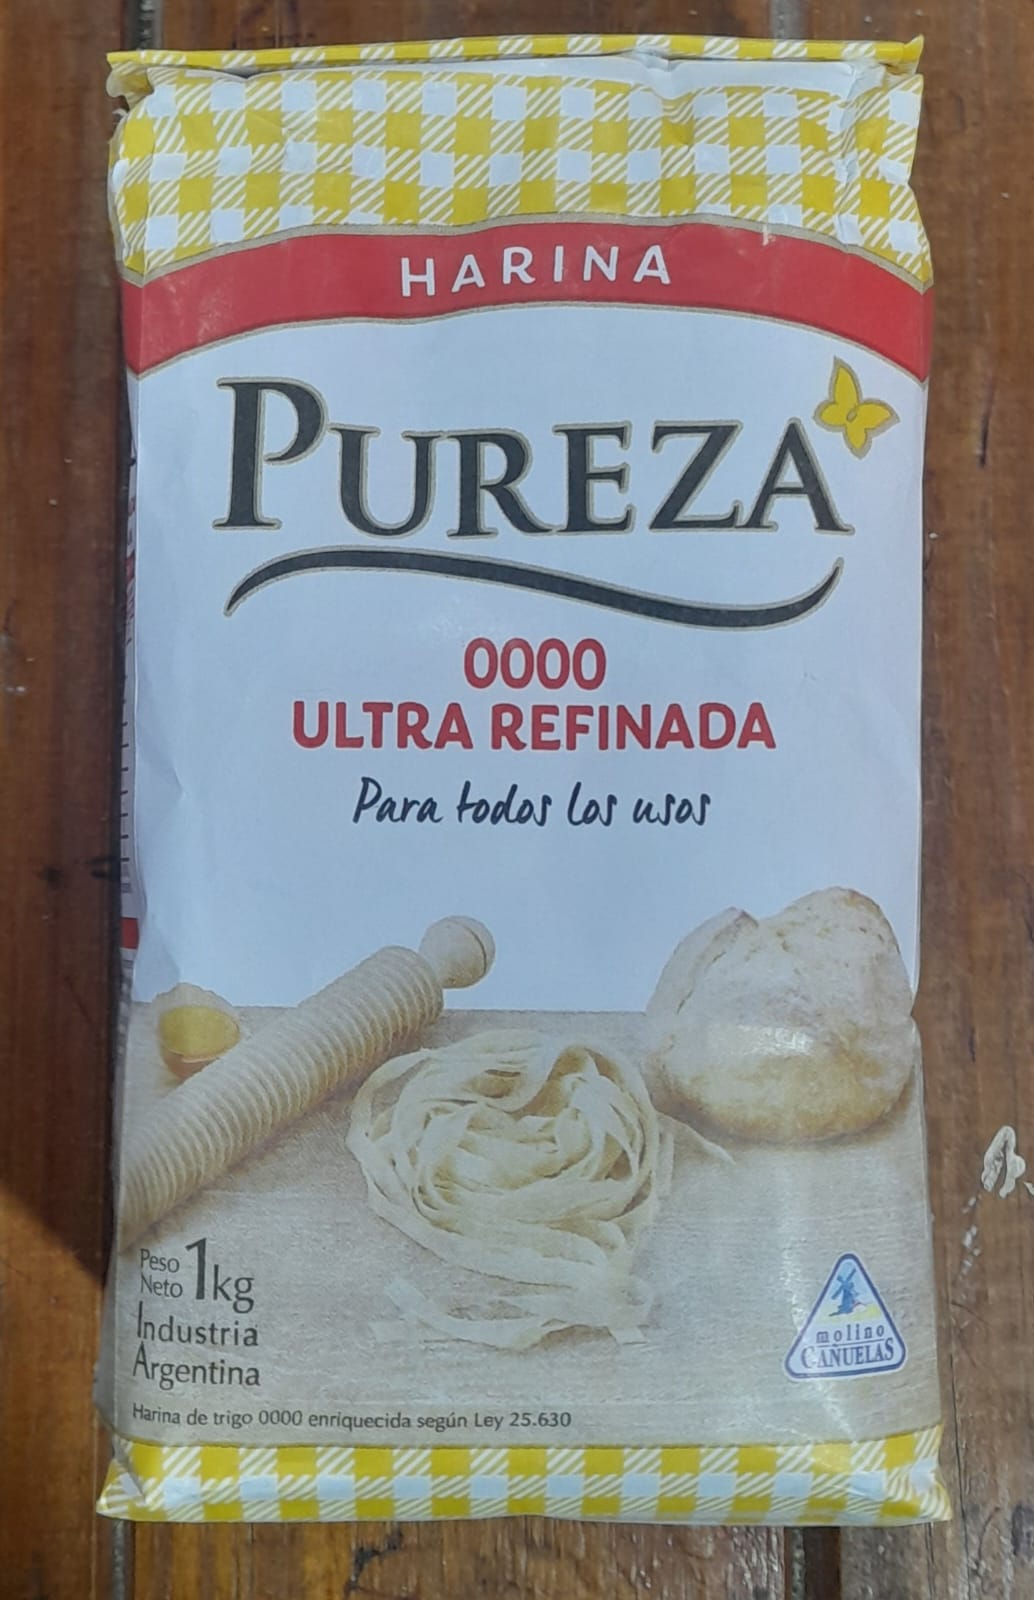 HARINA
PUREZA
0000
ULTRA REFINADA
Para todos los usos
Peso
Neto 1kg
Industria
Argentina
molino
CAÑUELAS
Harina de trigo 0000 enriquecida según Ley 25.630